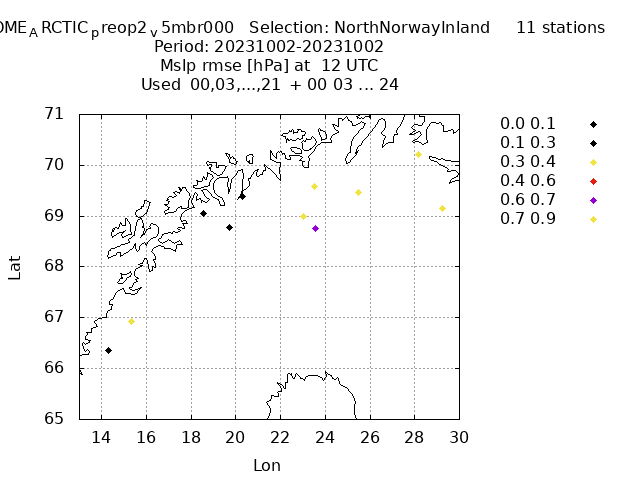 OME A RCTIC p reop2 v 5mbr000 Selection: NorthNorwayInland 11 stations
Period: 20231002-20231002
Mslp rmse [hPa] at 12 UTC
Used 00,03,...,21 + 00 03 ... 24
71
70
69
68
67
66
65
Lat
14 16 18 20 22 24 26 28 30
Lon
0.0 0.1
0.1 0.3
0.3 0.4
0.4 0.6
0.6 0.7
0.7 0.9